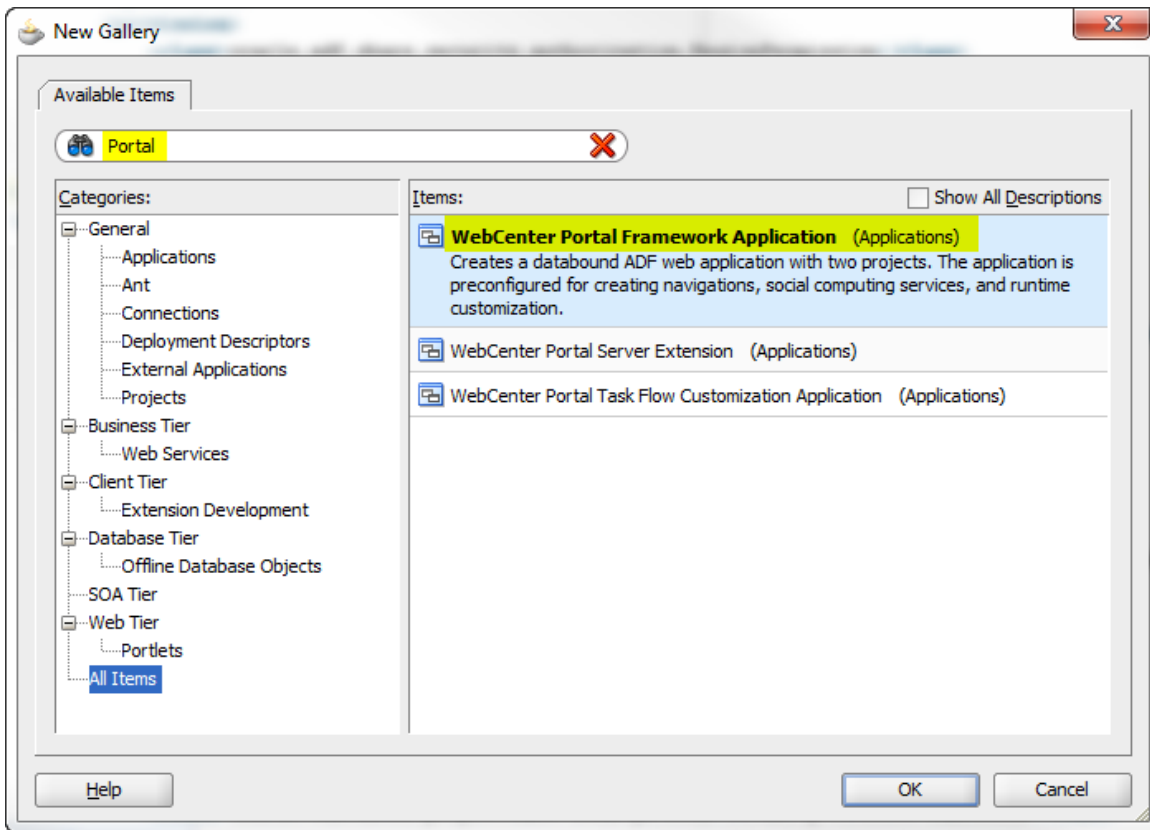 New Gallery
Available Items
Portal
Categories:
General
Applications
Ant
Connections
Deployment Descriptors
External Applications
Projects
Business Tier
Web Services
Client Tier
Extension Development
Database Tier
Offline Database Objects
SOA Tier
Web Tier
Portlets
All Items
Items:
Show All Descriptions
WebCenter Portal Framework Application (Applications)
Creates a databound ADF web application with two projects. The application is
preconfigured for creating navigations, social computing services, and runtime
customization.
WebCenter Portal Server Extension (Applications)
WebCenter Portal Task Flow Customization Application (Applications)
Help
OK
Cancel